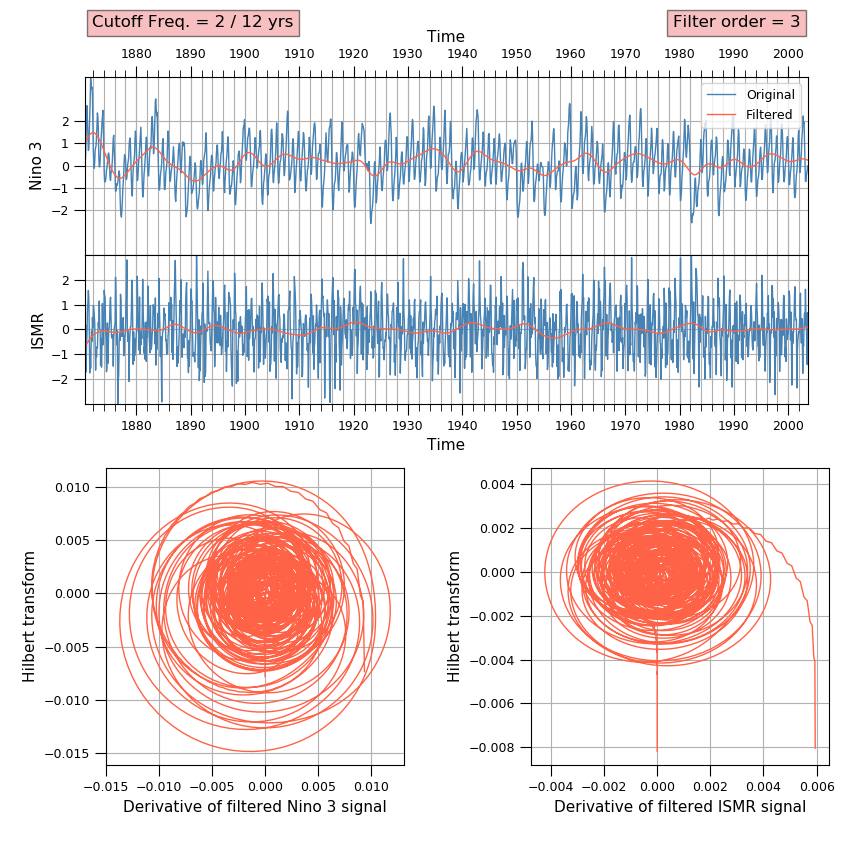 Cutoff Freq. = 2 / 12 yrs
Filter order = 3
Time
1880 1890 1900 1910 1920 1930 1940 1950 1960 1970 1980 1990 2000
Original
Filtered
Nino 3
2
1
0
−1
−2
ISMR
2
1
0
−1
−2
1880 1890 1900 1910 1920 1930 1940 1950 1960 1970 1980 1990 2000
Time
Hilbert transform
0.010
0.005
0.000
−0.005
−0.010
−0.015
−0.015 −0.010 −0.005 0.000 0.005 0.010
Derivative of filtered Nino 3 signal
Hilbert transform
0.004
0.002
0.000
−0.002
−0.004
−0.006
−0.008
−0.004 −0.002 0.000 0.002 0.004 0.006
Derivative of filtered ISMR signal